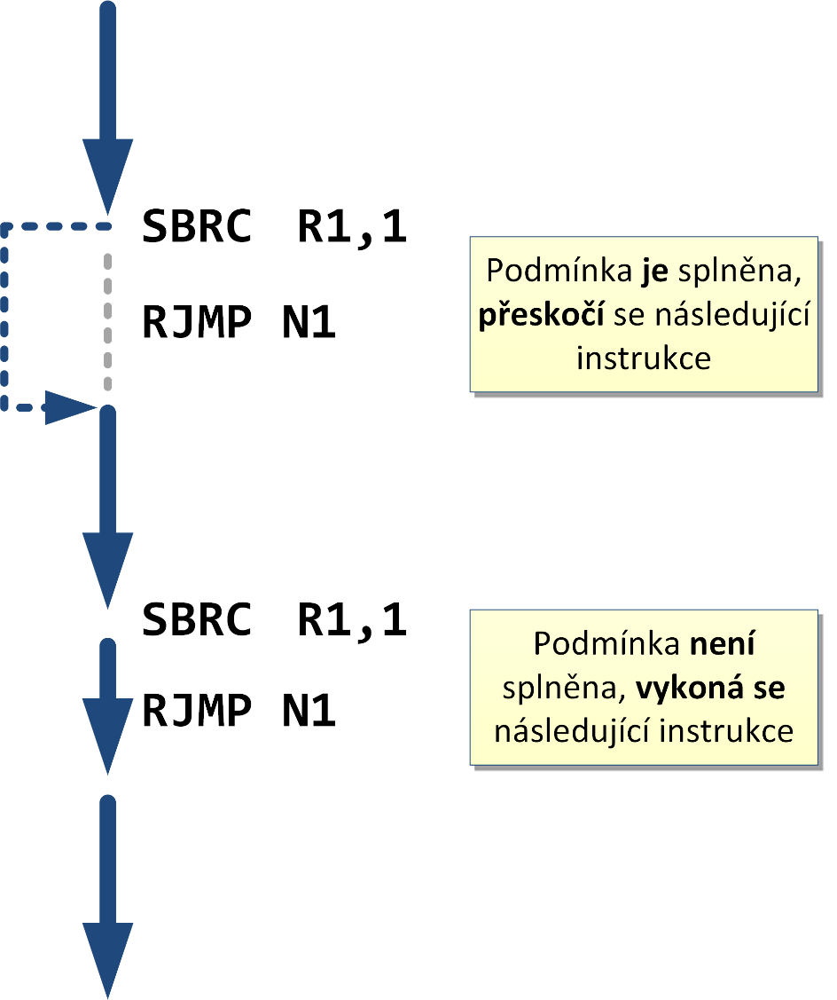 SBRC R1,1
RJMP N1
Podmínka je splněna,
přeskočí se následující
instrukce
SBRC R1,1
RJMP N1
Podmínka není
splněna, vykoná se
následující instrukce